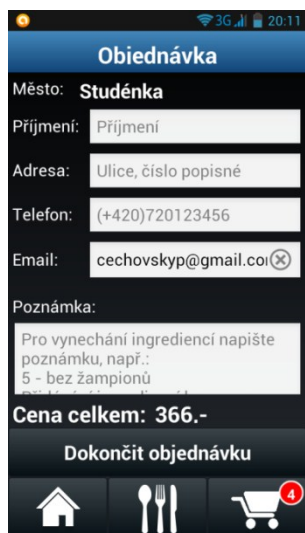 3G 20:11
Objednávka
Město: Studénka
Příjmení: Příjmení
Adresa: Ulice, číslo popisné
Telefon: (+420)720123456
Email: cechovskyp@gmail.co
Poznámka:
Pro vynechání ingrediencí napište
poznámku, např.:
5 - bez žampionů
Cena celkem: 366.-
Dokončit objednávku
4